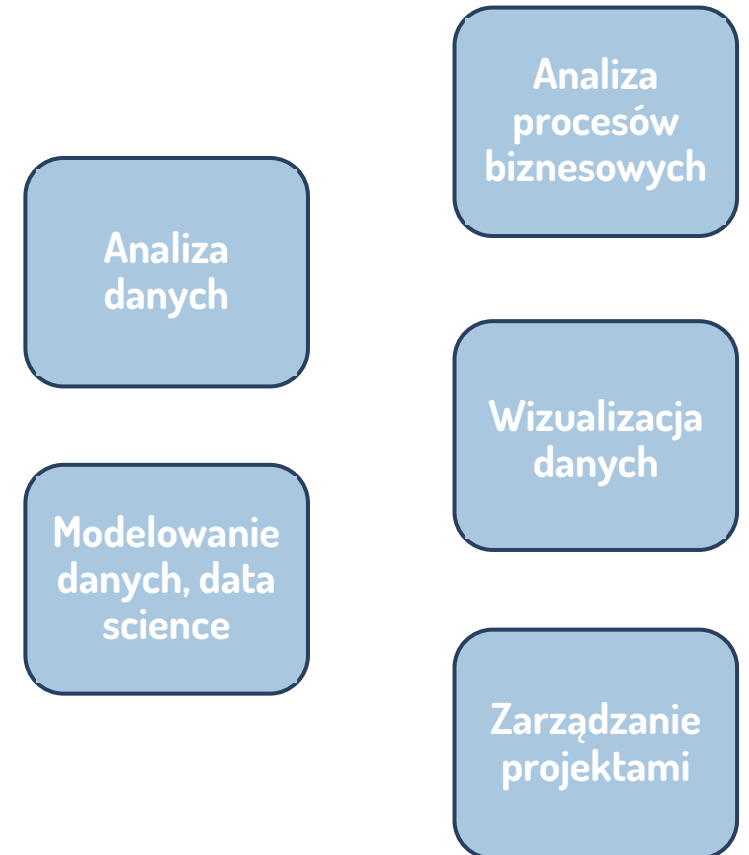 Analiza
procesów
biznesowych
Analiza
danych
Wizualizacja
danych
Modelowanie
danych, data
science
Zarządzanie
projektami